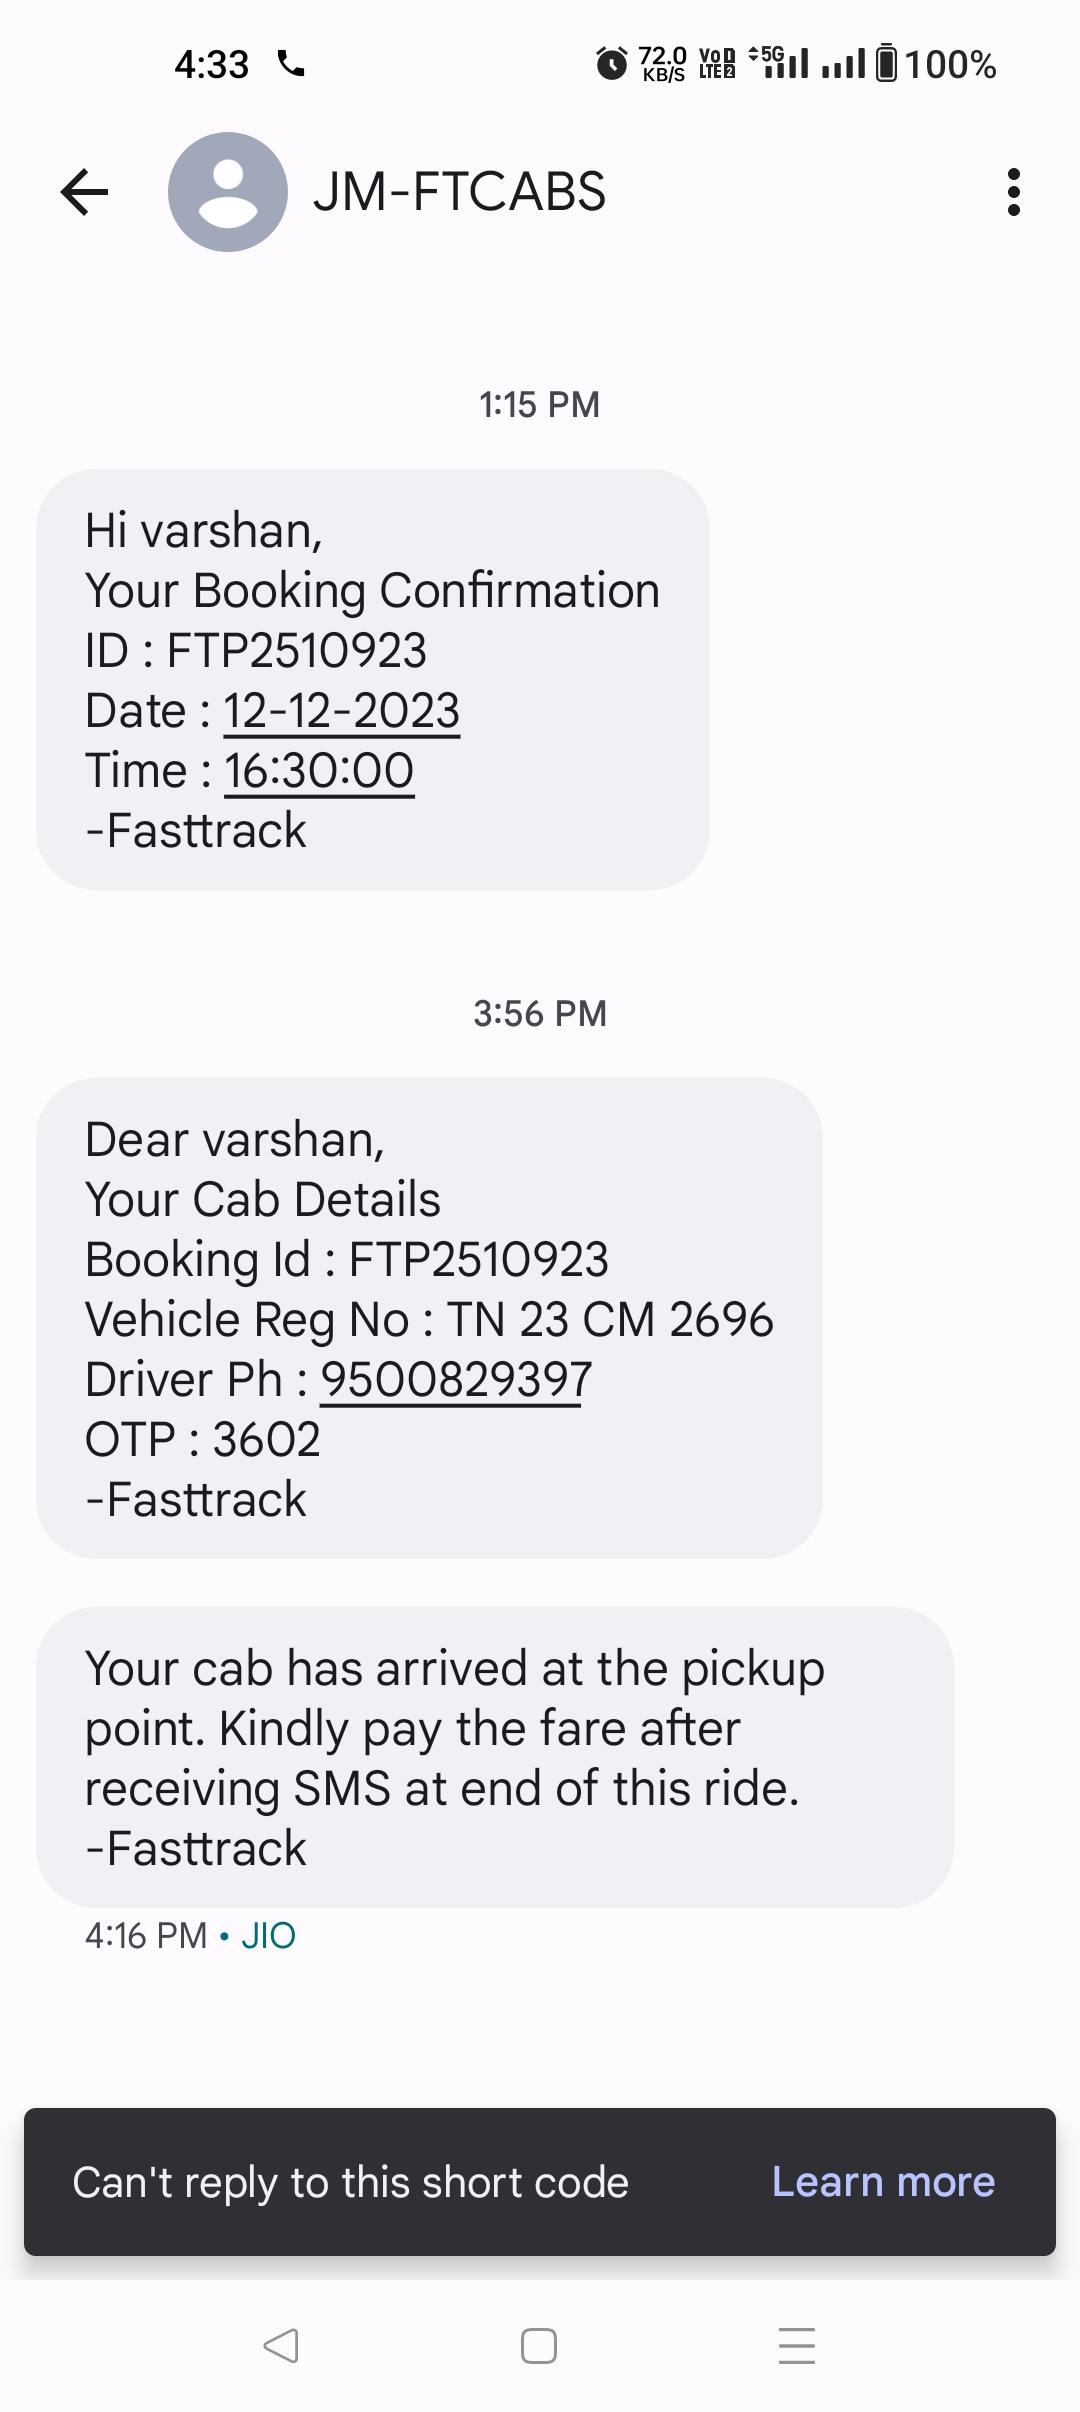 4:33
72.0
KB/S
VoD
LTE 2
5G
100%
JM-FTCABS
1:15 PM
Hi varshan,
Your Booking Confirmation
ID : FTP2510923
Date : 12-12-2023
Time : 16:30:00
-Fasttrack
3:56 PM
Dear varshan,
Your Cab Details
Booking Id : FTP2510923
Vehicle Reg No : TN 23 CM 2696
Driver Ph : 9500829397
OTP : 3602
-Fasttrack
Your cab has arrived at the pickup
point. Kindly pay the fare after
receiving SMS at end of this ride.
-Fasttrack
4:16 PM • JIO
Can't reply to this short code
Learn more